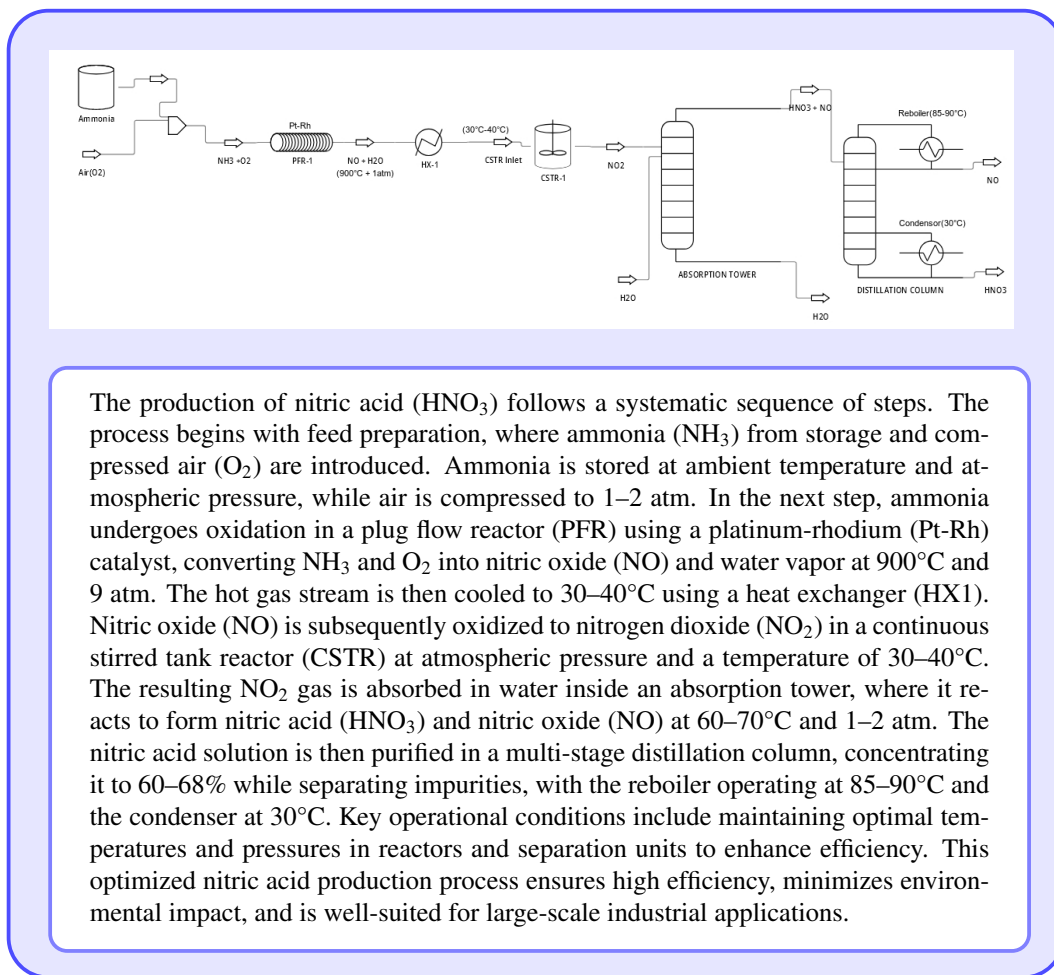 Ammonia
Air(O2)
NH3 +O2
Pt-Rh
PFR-1
NO + H2O
(900°C + 1atm)
HX-1
(30°C-40°C)
CSTR Inlet
CSTR-1
NO2
H2O
ABSORPTION TOWER
H2O
HNO3 + NO
Reboiler(85-90°C)
NO
Condensor(30°C)
DISTILLATION COLUMN
HNO3
The production of nitric acid (HNO₃) follows a systematic sequence of steps. The
process begins with feed preparation, where ammonia (NH₃) from storage and com-
pressed air (O₂) are introduced. Ammonia is stored at ambient temperature and at-
mospheric pressure, while air is compressed to 1–2 atm. In the next step, ammonia
undergoes oxidation in a plug flow reactor (PFR) using a platinum-rhodium (Pt-Rh)
catalyst, converting NH₃ and O₂ into nitric oxide (NO) and water vapor at 900°C and
9 atm. The hot gas stream is then cooled to 30–40°C using a heat exchanger (HX1).
Nitric oxide (NO) is subsequently oxidized to nitrogen dioxide (NO₂) in a continuous
stirred tank reactor (CSTR) at atmospheric pressure and a temperature of 30–40°C.
The resulting NO₂ gas is absorbed in water inside an absorption tower, where it re-
acts to form nitric acid (HNO₃) and nitric oxide (NO) at 60–70°C and 1–2 atm. The
nitric acid solution is then purified in a multi-stage distillation column, concentrating
it to 60–68% while separating impurities, with the reboiler operating at 85–90°C and
the condenser at 30°C. Key operational conditions include maintaining optimal tem-
peratures and pressures in reactors and separation units to enhance efficiency. This
optimized nitric acid production process ensures high efficiency, minimizes environ-
mental impact, and is well-suited for large-scale industrial applications.